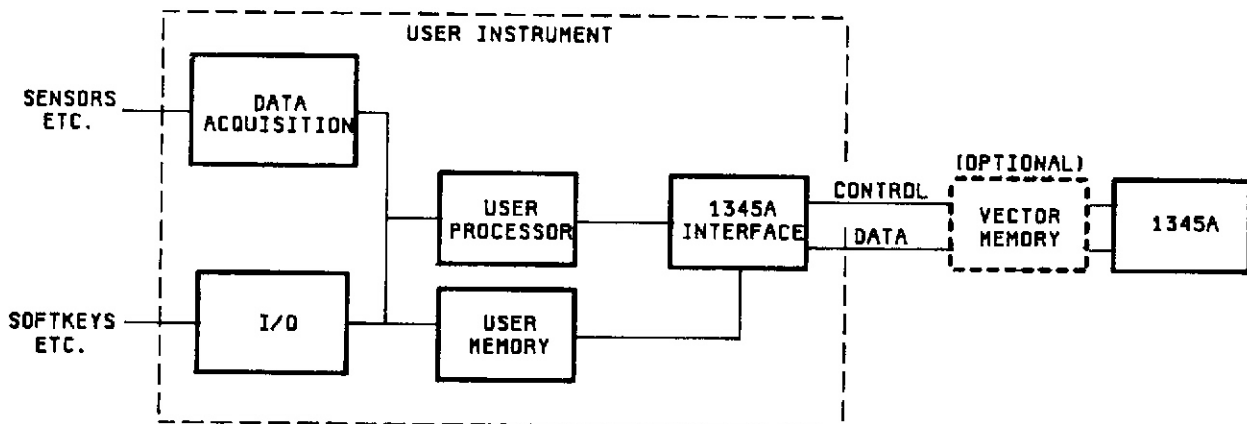 USER INSTRUMENT
SENSORS
ETC.
DATA
ACQUISITION
(OPTIONAL)
USER
PROCESSOR
1345A
INTERFACE
CONTROL
DATA
VECTOR
MEMORY
1345A
SOFTKEYS
ETC.
I/O
USER
MEMORY